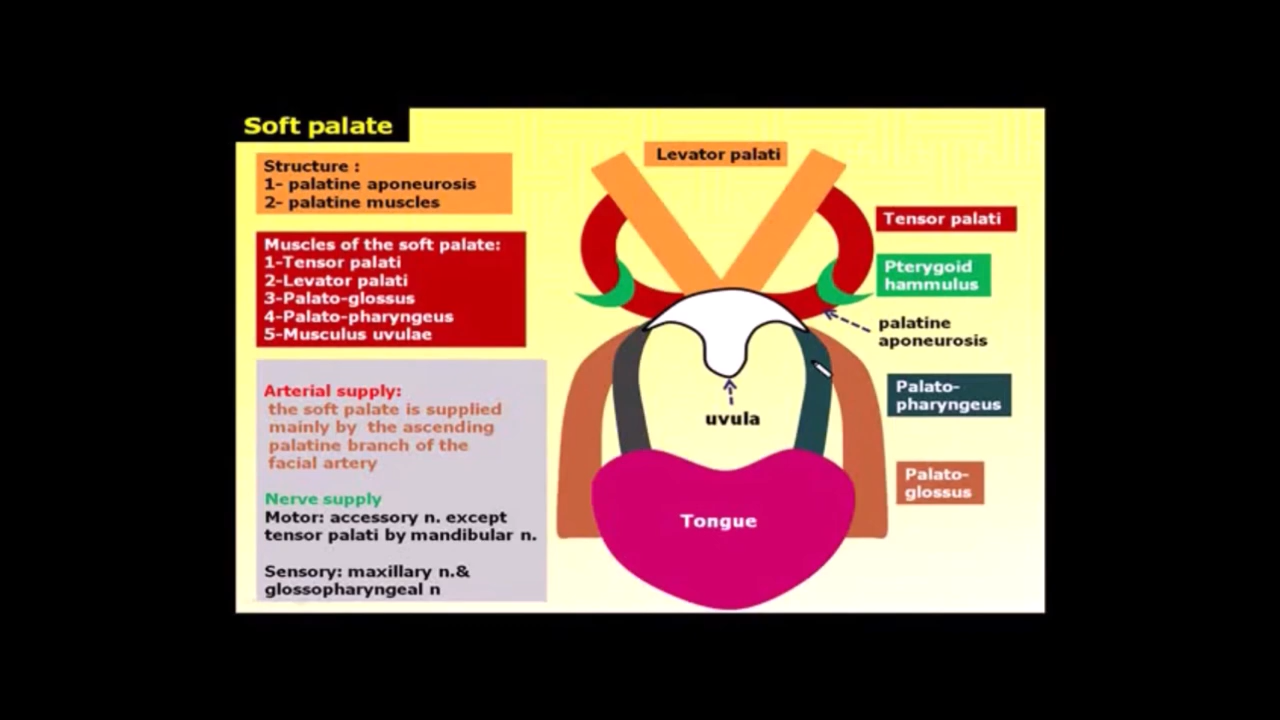 Soft palate
Structure :
1- palatine aponeurosis
2- palatine muscles
Muscles of the soft palate:
1-Tensor palati
2-Levator palati
3-Palato-glossus
4-Palato-pharyngeus
5-Musculus uvulae
Arterial supply:
the soft palate is supplied
mainly by the ascending
palatine branch of the
facial artery
Nerve supply
Motor: accessory n. except
tensor palati by mandibular n.
Sensory: maxillary n.&
glossopharyngeal n
Levator palati
Tensor palati
Pterygoid
hammulus
palatine
aponeurosis
Palato-
pharyngeus
uvula
Palato-
glossus
Tongue